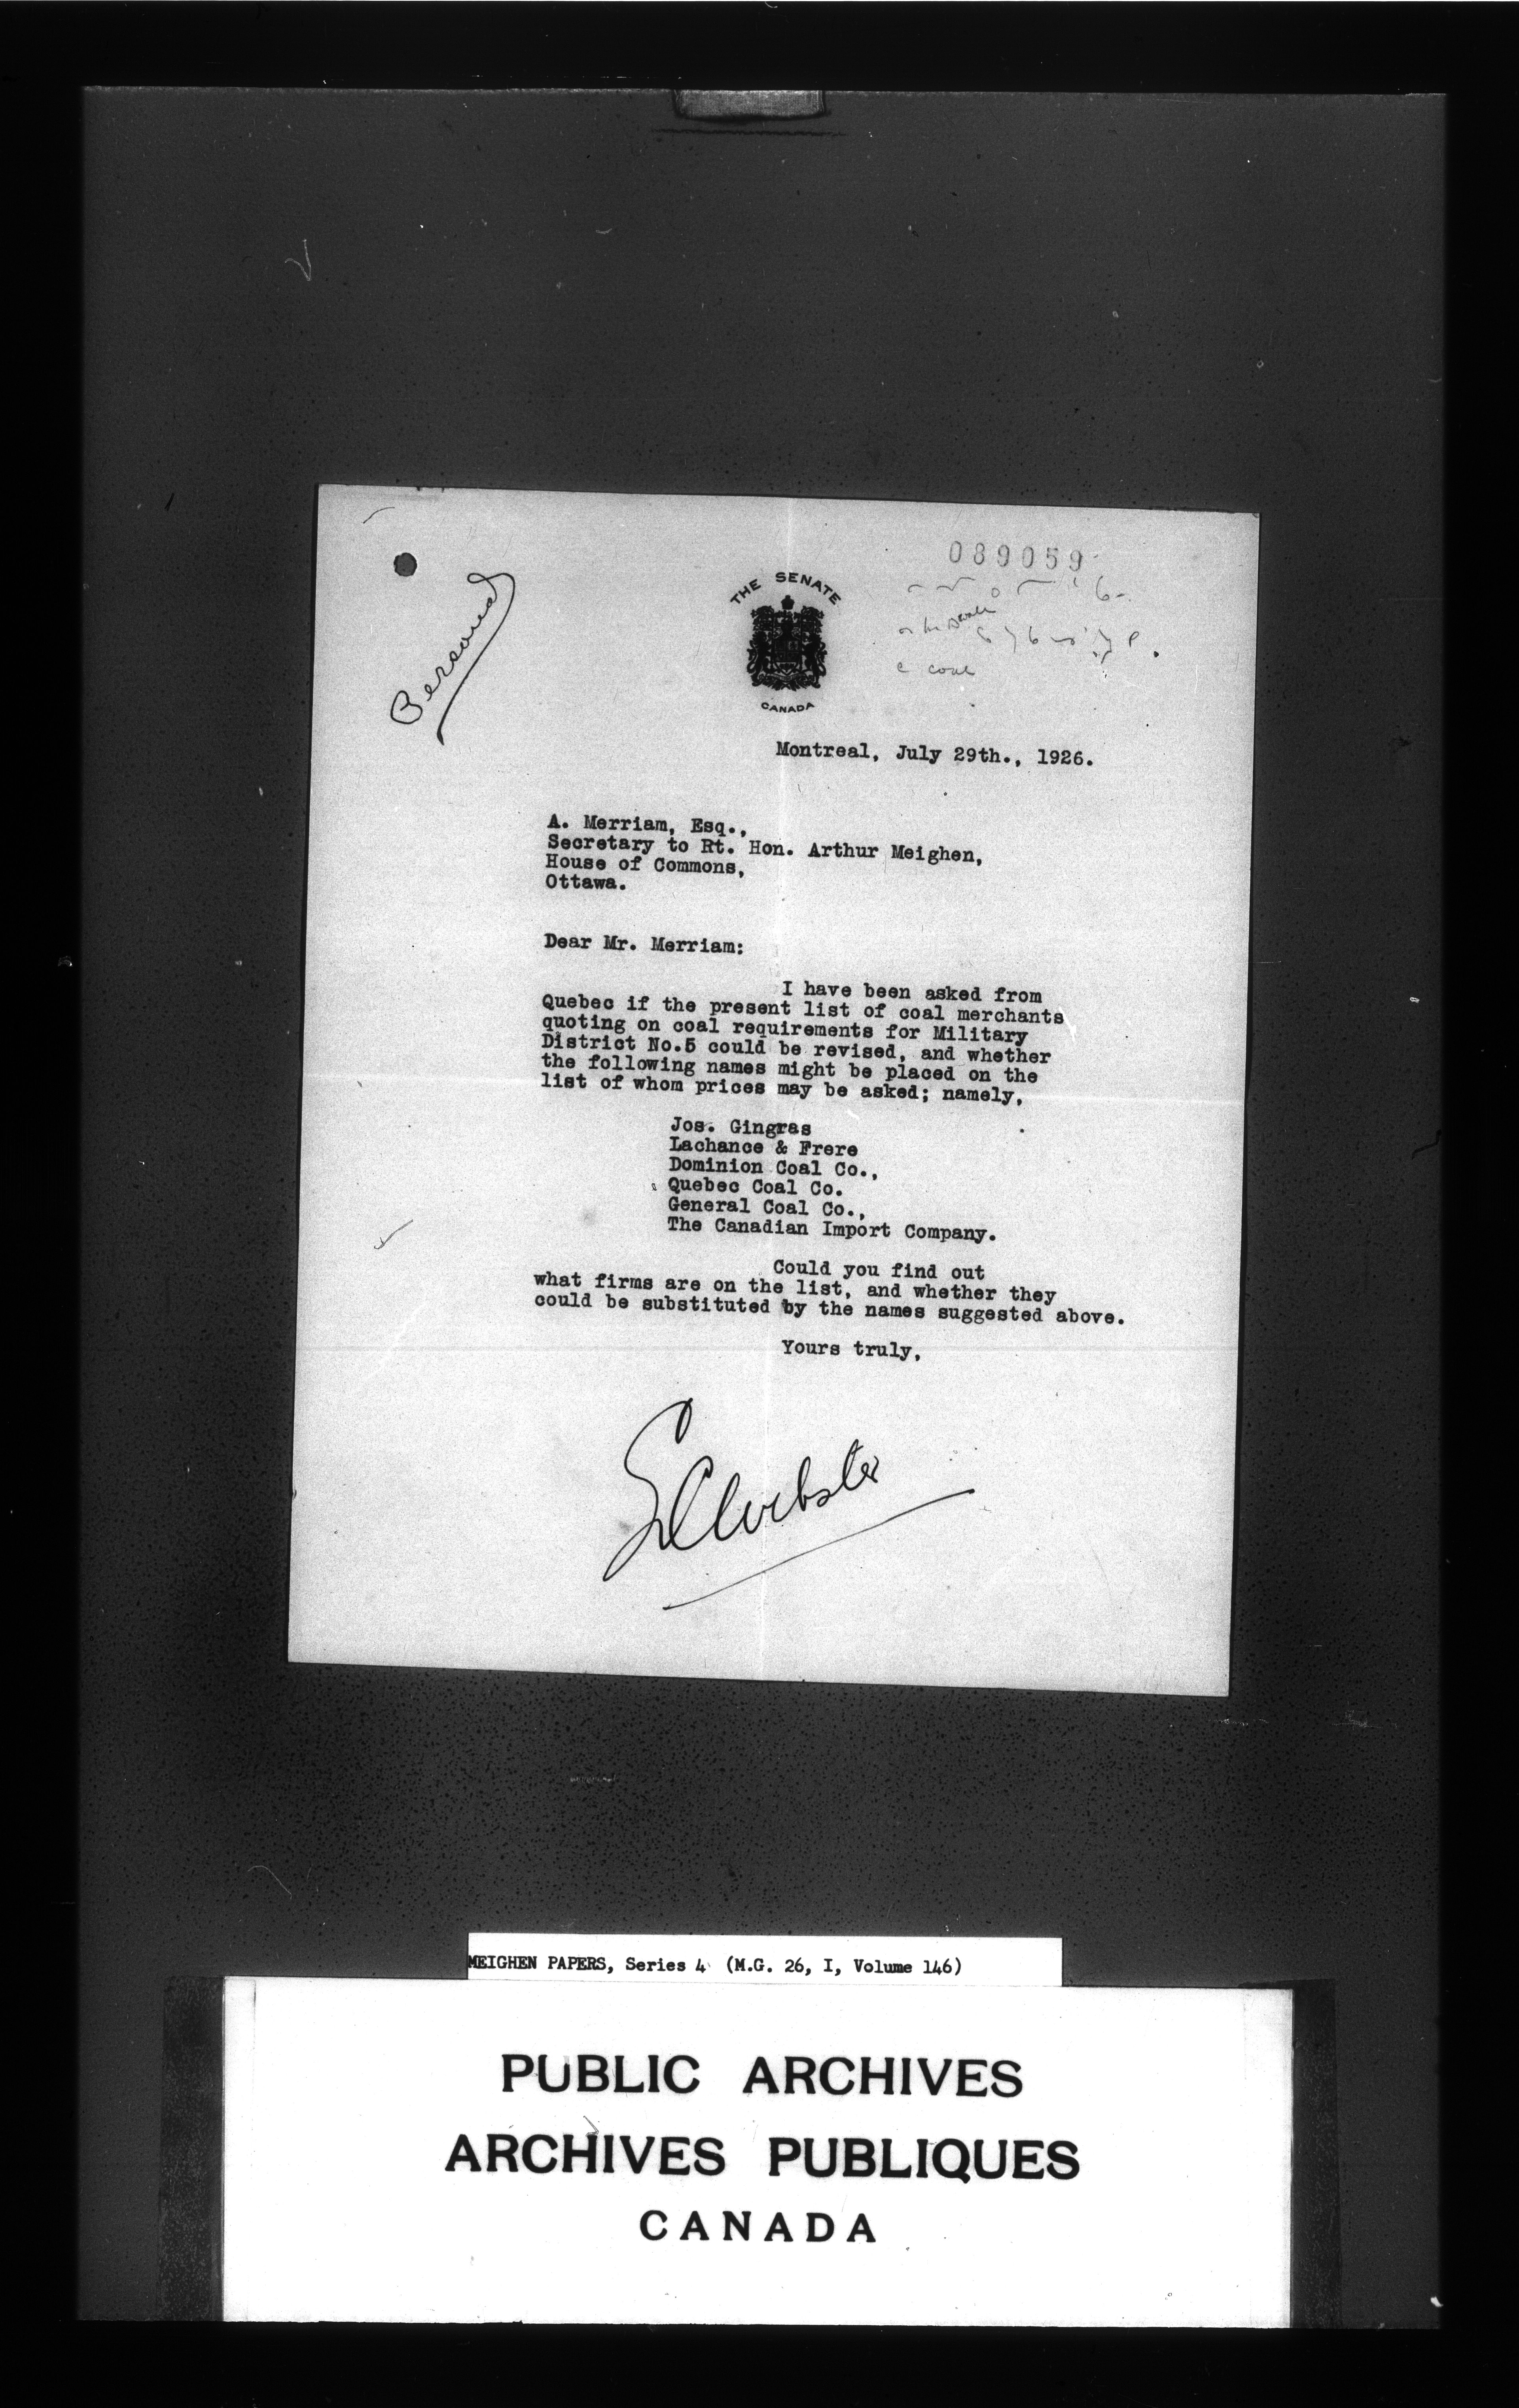 089059
Personal
THE SENATE
CANADA
coal
Montreal, July 29th., 1926.
A. Merriam, Esq.,
Secretary to Rt. Hon. Arthur Meighen,
House of Commons,
Ottawa.
Dear Mr. Merriam:
I have been asked from
Quebec if the present list of coal merchants
quoting on coal requirements for Military
District No.5 could be revised, and whether
the following names might be placed on the
list of whom prices may be asked; namely,
Jos. Gingras
Lachance & Frere
Dominion Coal Co.,
Quebec Coal Co.
General Coal Co.,
The Canadian Import Company.
Could you find out
what firms are on the list, and whether they
could be substituted by the names suggested above.
Yours truly,
Webster
MEIGHEN PAPERS, Series 4 (M.G. 26, I, Volume 146)
PUBLIC ARCHIVES
ARCHIVES PUBLIQUES
CANADA